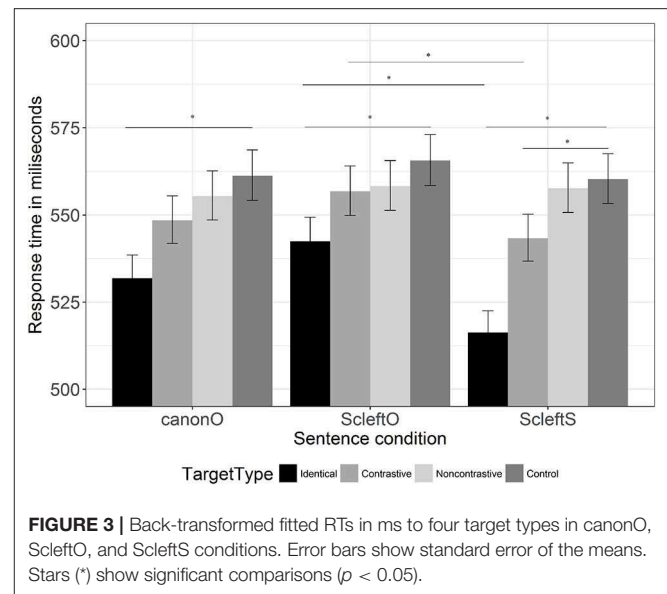 600
575
550
525
500
Response time in miliseconds
*
*
*
*
*
*
canonO ScleftO ScleftS
Sentence condition
TargetType Identical Contrastive Noncontrastive Control
FIGURE 3 | Back-transformed fitted RTs in ms to four target types in canonO,
ScleftO, and ScleftS conditions. Error bars show standard error of the means.
Stars (*) show significant comparisons (p < 0.05).